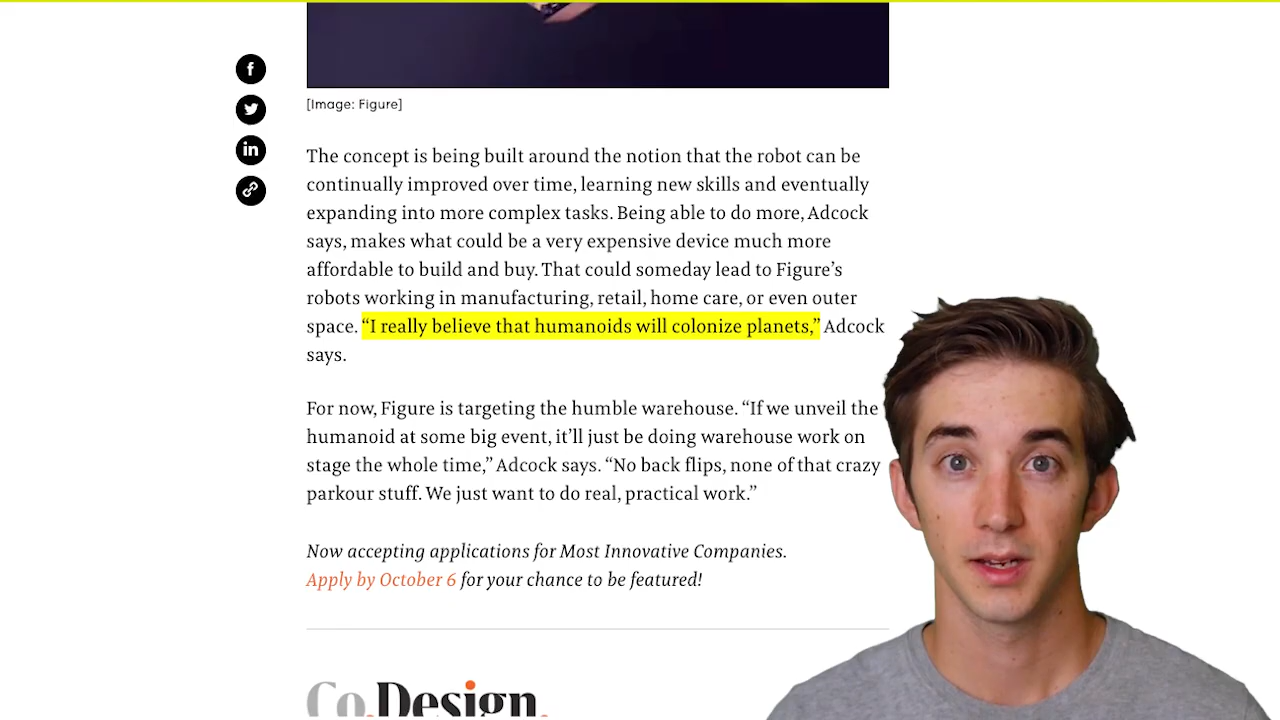 [Image: Figure]
The concept is being built around the notion that the robot can be
continually improved over time, learning new skills and eventually
expanding into more complex tasks. Being able to do more, Adcock
says, makes what could be a very expensive device much more
affordable to build and buy. That could someday lead to Figure’s
robots working in manufacturing, retail, home care, or even outer
space. “I really believe that humanoids will colonize planets,” Adcock
says.
For now, Figure is targeting the humble warehouse. “If we unveil the
humanoid at some big event, it’ll just be doing warehouse work on
stage the whole time,” Adcock says. “No back flips, none of that crazy
parkour stuff. We just want to do real, practical work.”
Now accepting applications for Most Innovative Companies.
Apply by October 6 for your chance to be featured!
Co.Design.